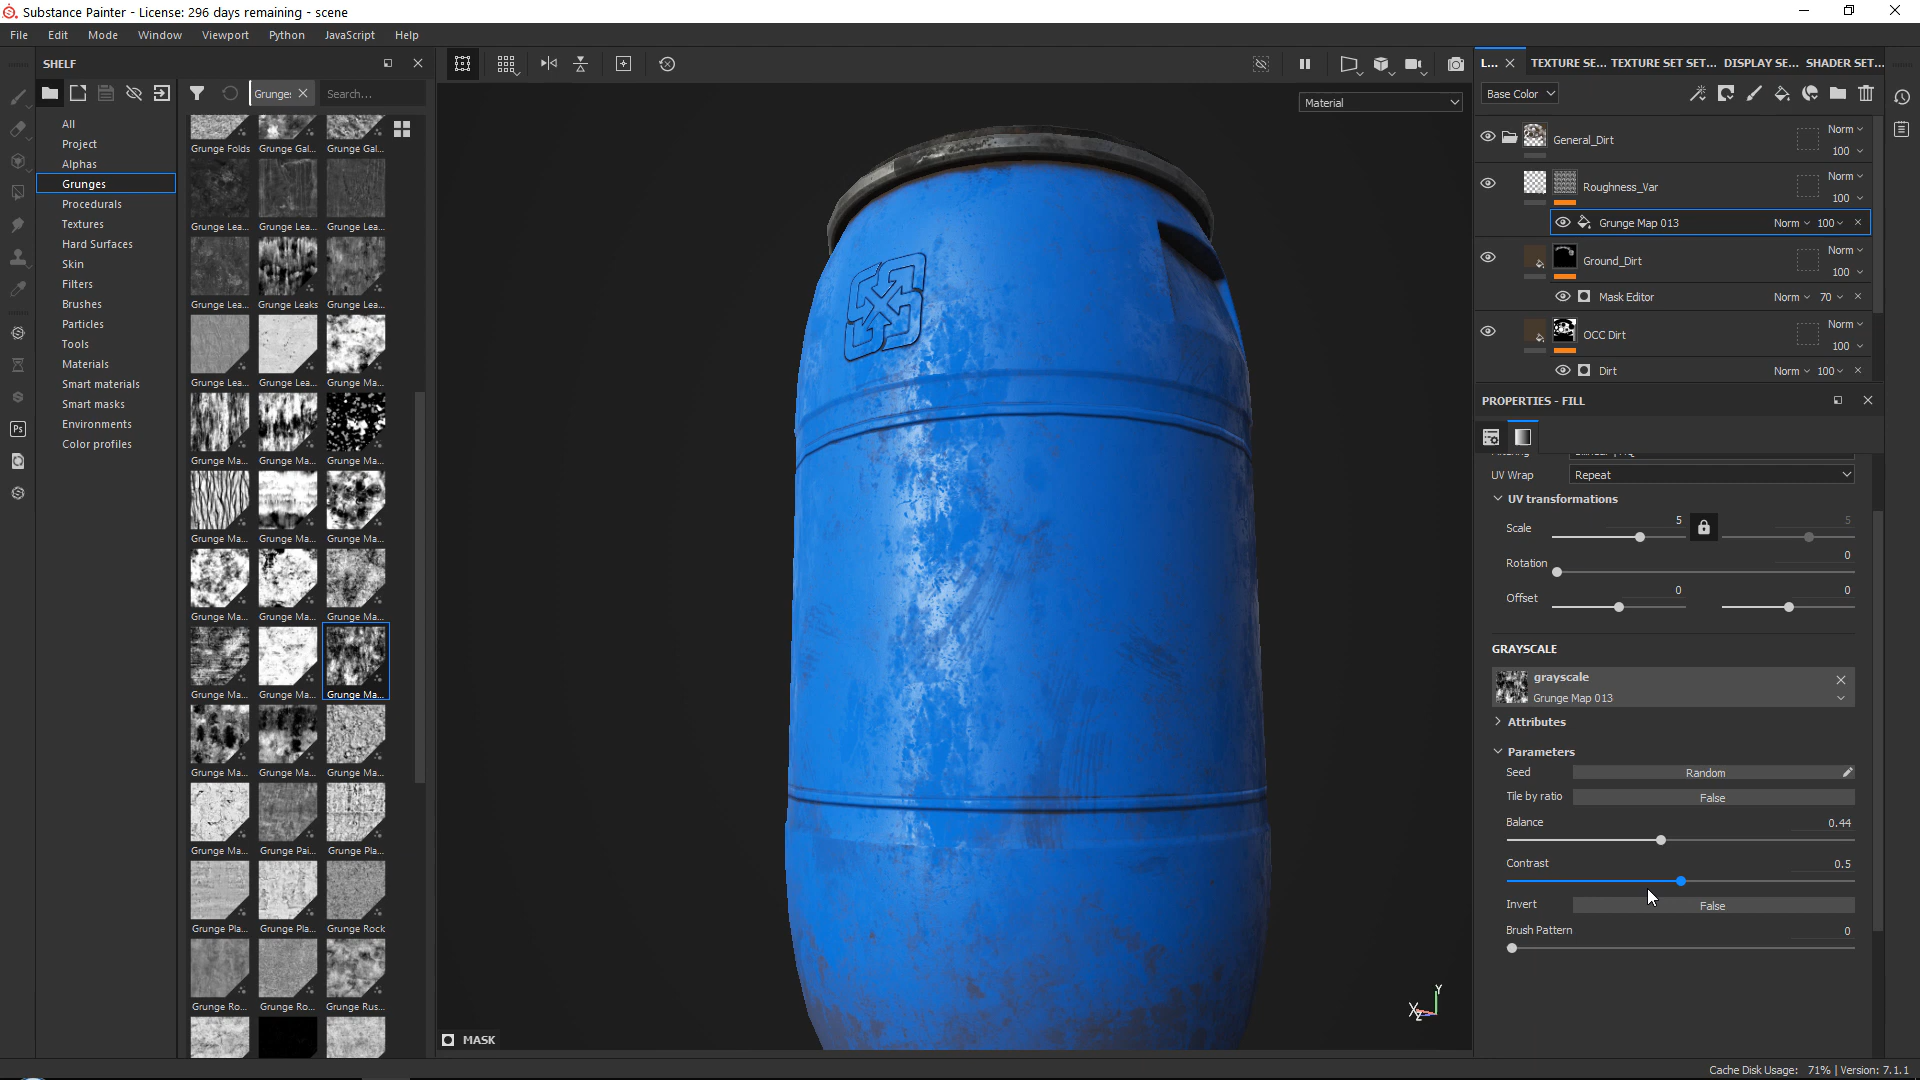 Substance Painter - License: 296 days remaining - scene
File Edit Mode Window Viewport Python JavaScript Help
SHELF
Grunge: Search...
All
Project
Alphas
Grunges
Procedurals
Textures
Hard Surfaces
Skin
Filters
Brushes
Particles
Tools
Materials
Smart materials
Smart masks
Environments
Color profiles
Ps
Grunge Folds Grunge Gal... Grunge Gal...
Grunge Lea... Grunge Lea... Grunge Lea...
Grunge Lea... Grunge Leaks Grunge Lea...
Grunge Lea... Grunge Lea... Grunge Ma...
Grunge Ma... Grunge Ma... Grunge Ma...
Grunge Ma... Grunge Ma... Grunge Ma...
Grunge Ma... Grunge Ma... Grunge Ma...
Grunge Ma... Grunge Ma... Grunge Ma...
Grunge Ma... Grunge Ma... Grunge Ma...
Grunge Ma... Grunge Pai... Grunge Pla...
Grunge Pla... Grunge Pla... Grunge Rock
Grunge Ro... Grunge Ro... Grunge Rus...
Material
Y
X
Z
MASK
L... TEXTURE SE... TEXTURE SET SET... DISPLAY SE... SHADER SET...
Base Color
General_Dirt Norm
100
Roughness_Var Norm
100
Grunge Map 013 Norm 100
Ground_Dirt Norm
100
Mask Editor Norm 70
OCC Dirt Norm
100
Dirt Norm 100
PROPERTIES - FILL
UV Wrap Repeat
UV transformations
Scale 5 5
Rotation 0
Offset 0 0
GRAYSCALE
grayscale
Grunge Map 013
Attributes
Parameters
Seed Random
Tile by ratio False
Balance 0.44
Contrast 0.5
Invert False
Brush Pattern 0
Cache Disk Usage: 71% | Version: 7.1.1